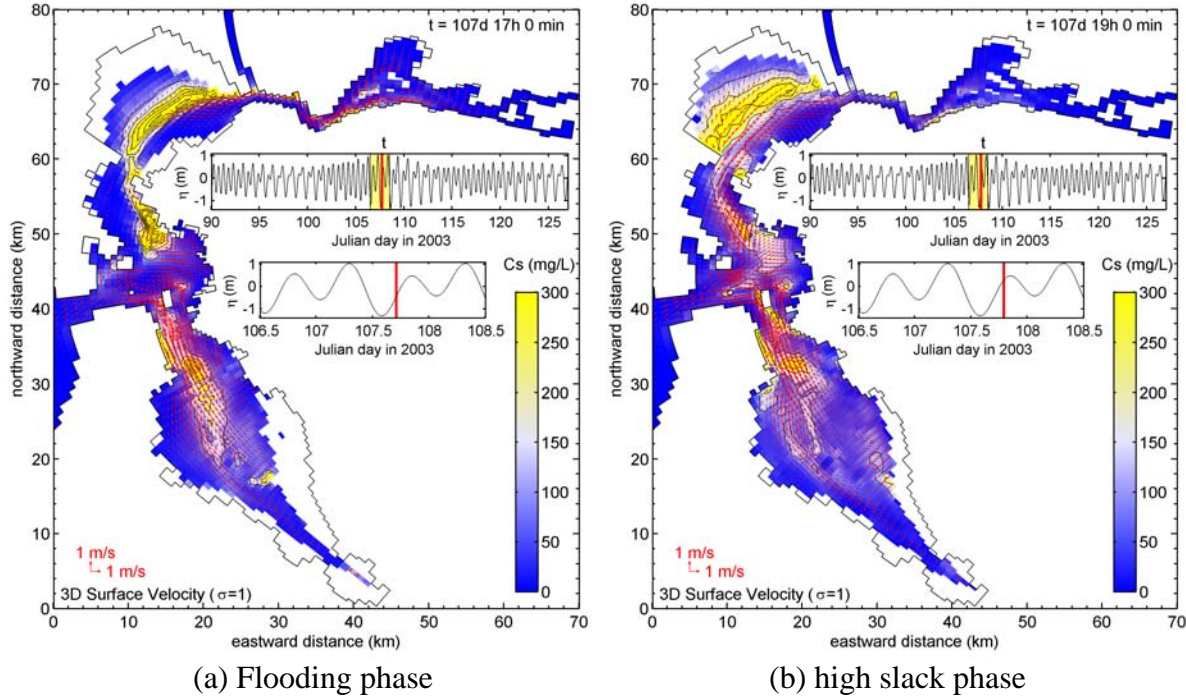 t = 107d 17h 0 min
80
70
60
50
40
30
20
10
0
northward distance (km)
0 10 20 30 40 50 60 70
eastward distance (km)
t
1
0
-1
η (m)
90 95 100 105 110 115 120 125
Julian day in 2003
1
0
-1
η (m)
106.5 107 107.6 108 108.5
Julian day in 2003
Cs (mg/L)
300
250
200
150
100
50
0
1 m/s
1 m/s
3D Surface Velocity (σ=1)
(a) Flooding phase
t = 107d 19h 0 min
80
70
60
50
40
30
20
10
0
northward distance (km)
0 10 20 30 40 50 60 70
eastward distance (km)
t
1
0
-1
η (m)
90 95 100 105 110 115 120 125
Julian day in 2003
1
0
-1
η (m)
106.5 107 107.6 108 108.5
Julian day in 2003
Cs (mg/L)
300
250
200
150
100
50
0
1 m/s
1 m/s
3D Surface Velocity (σ=1)
(b) high slack phase